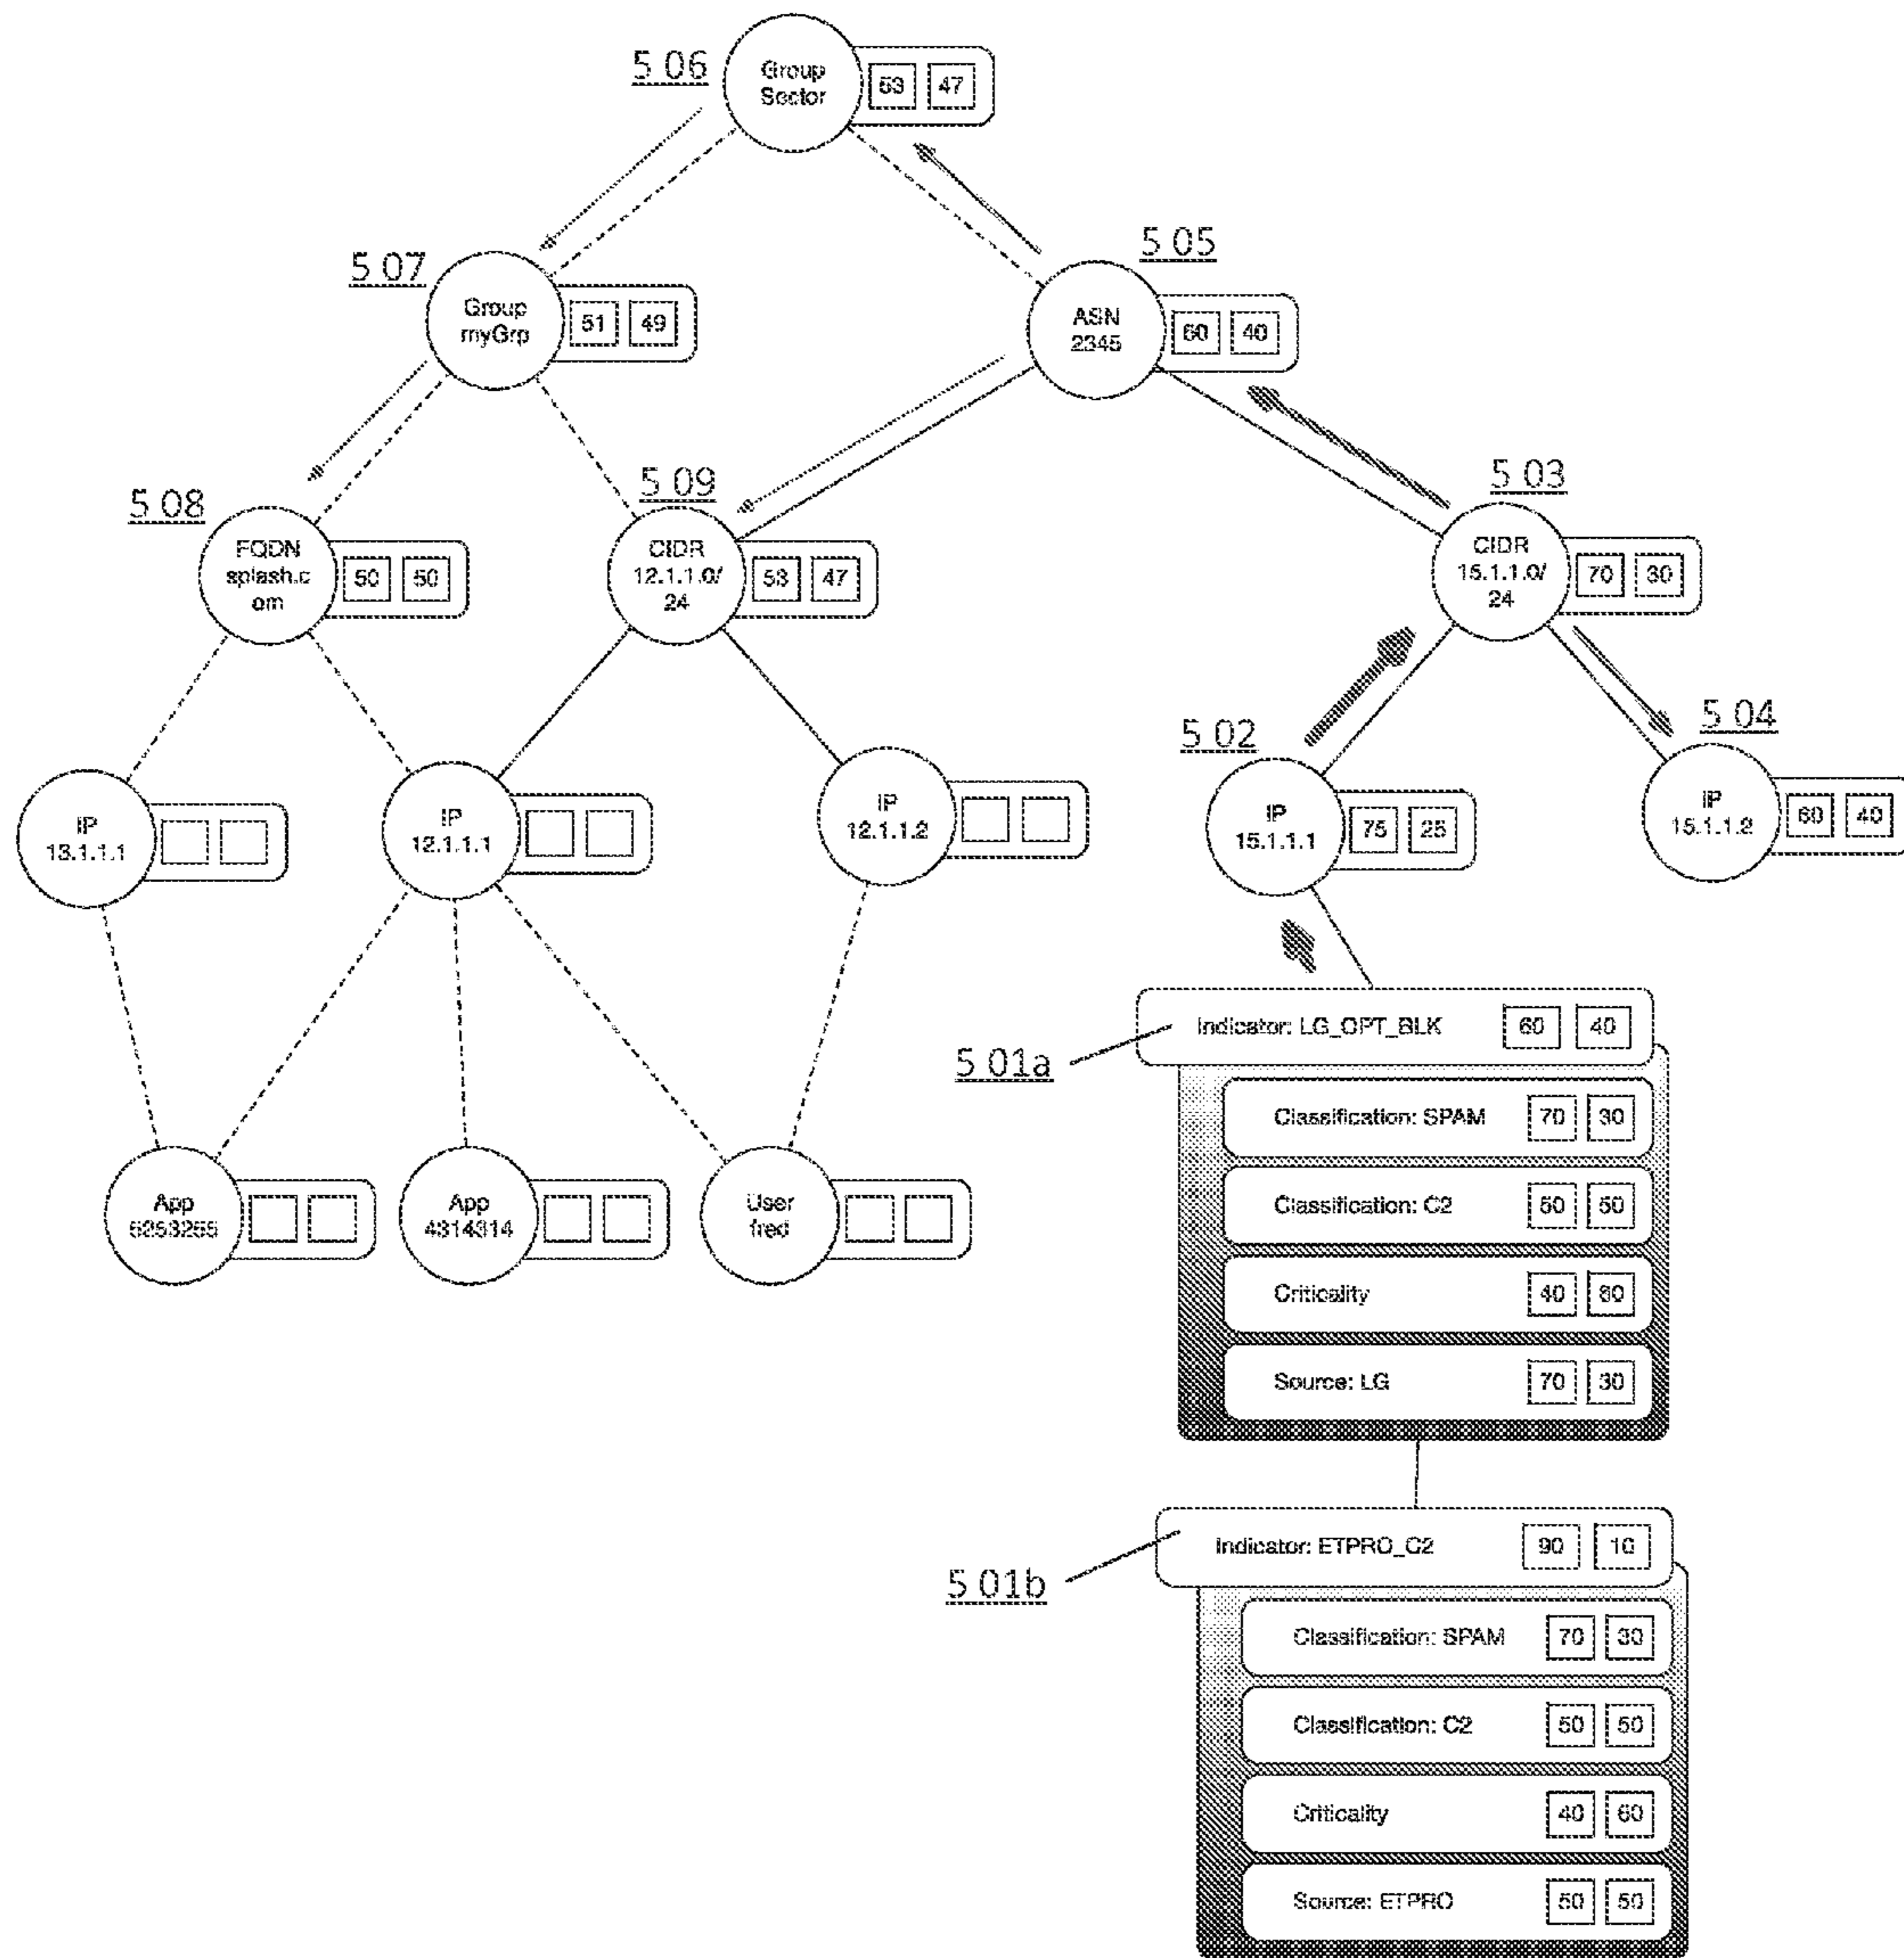 5 06
Group
Sector
53 47
5 07
Group
myGrp
51 49
5 05
ASN
2345
60 40
5 08
FQDN
splash.c
om
50 50
5 09
CIDR
12.1.1.0/
24
53 47
5 03
CIDR
15.1.1.0/
24
70 30
IP
13.1.1.1
IP
12.1.1.1
IP
12.1.1.2
5 02
IP
15.1.1.1
75 25
5 04
IP
15.1.1.2
60 40
App
App
4314314
User
fred
5 01a
Indicator: LG_OPT_BLK 60 40
Classification: SPAM 70 30
Classification: C2 50 50
Criticality 40 60
Source: LG 70 30
5 01b
Indicator: ETPRO_C2 90 10
Classification: SPAM 70 30
Classification: C2 50 50
Criticality 40 60
Source: ETPRO 50 50